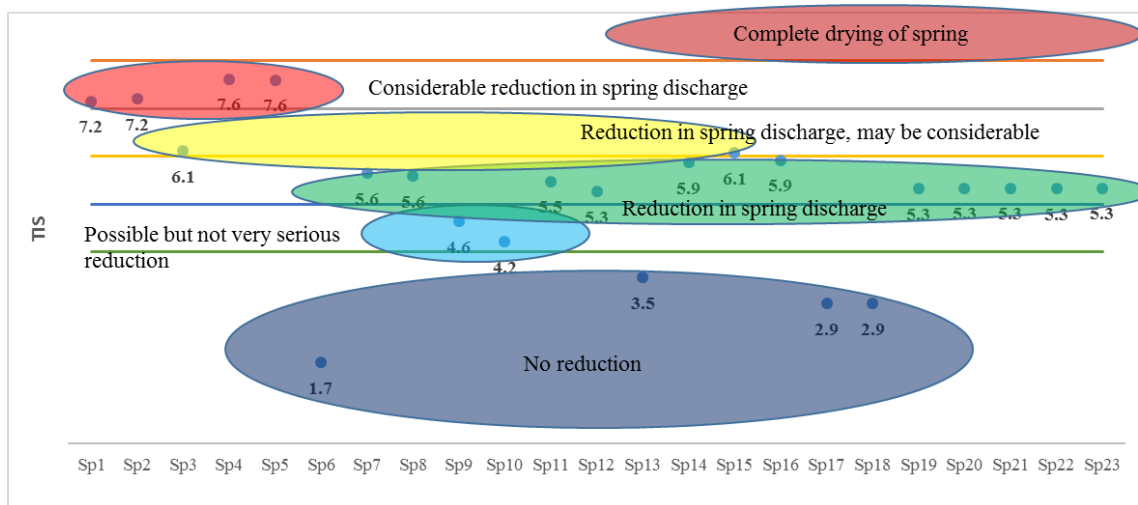 Complete drying of spring
Considerable reduction in spring discharge
7.6 7.6
7.2 7.2
Reduction in spring discharge, may be considerable
6.1 6.1
5.6 5.6 5.5 5.3 5.9 5.9 5.3 5.3 5.3 5.3 5.3
Reduction in spring discharge
TIS
Possible but not very serious
reduction
4.6
4.2
3.5
2.9 2.9
No reduction
1.7
Sp1 Sp2 Sp3 Sp4 Sp5 Sp6 Sp7 Sp8 Sp9 Sp10 Sp11 Sp12 Sp13 Sp14 Sp15 Sp16 Sp17 Sp18 Sp19 Sp20 Sp21 Sp22 Sp23